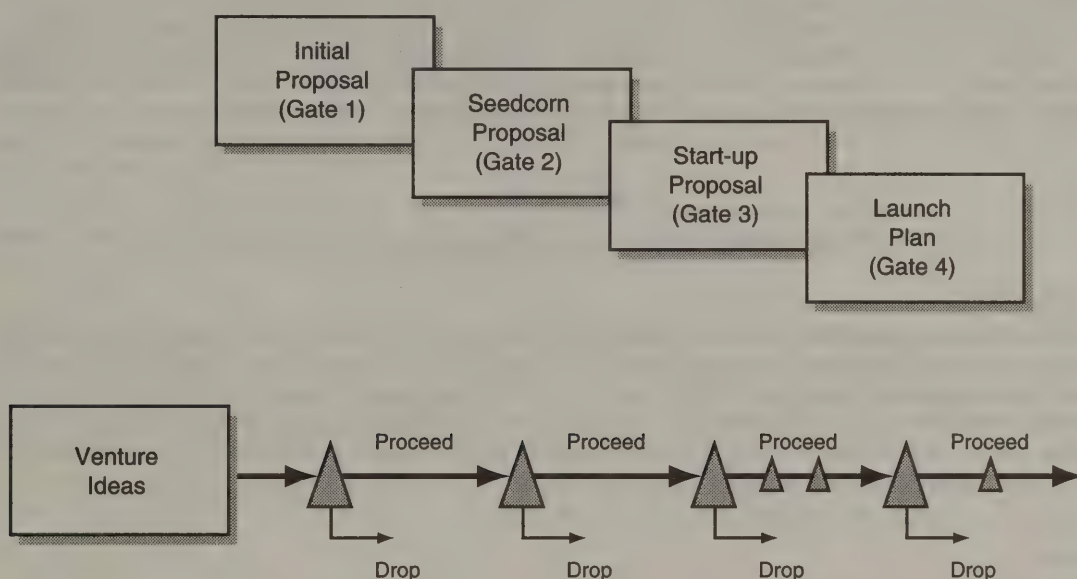 Initial
Proposal
(Gate 1)
Seedcorn
Proposal
(Gate 2)
Start-up
Proposal
(Gate 3)
Launch
Plan
(Gate 4)
Venture
Ideas
Proceed
Proceed
Proceed
Proceed
Drop
Drop
Drop
Drop